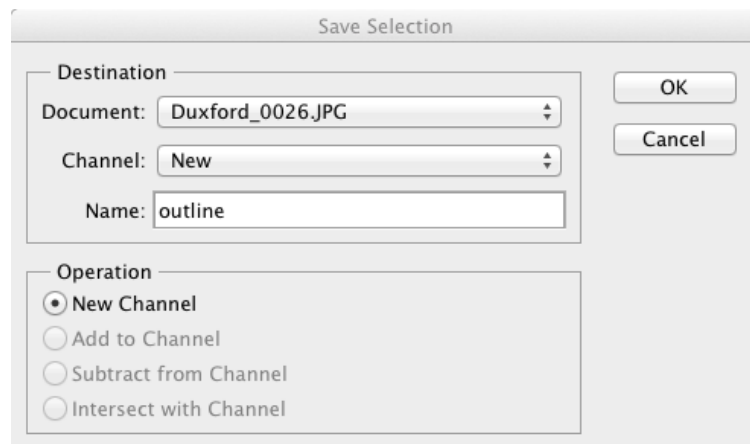 Save Selection
Destination
Document: Duxford_0026.JPG
Channel: New
Name: outline
OK
Cancel
Operation
New Channel
Add to Channel
Subtract from Channel
Intersect with Channel